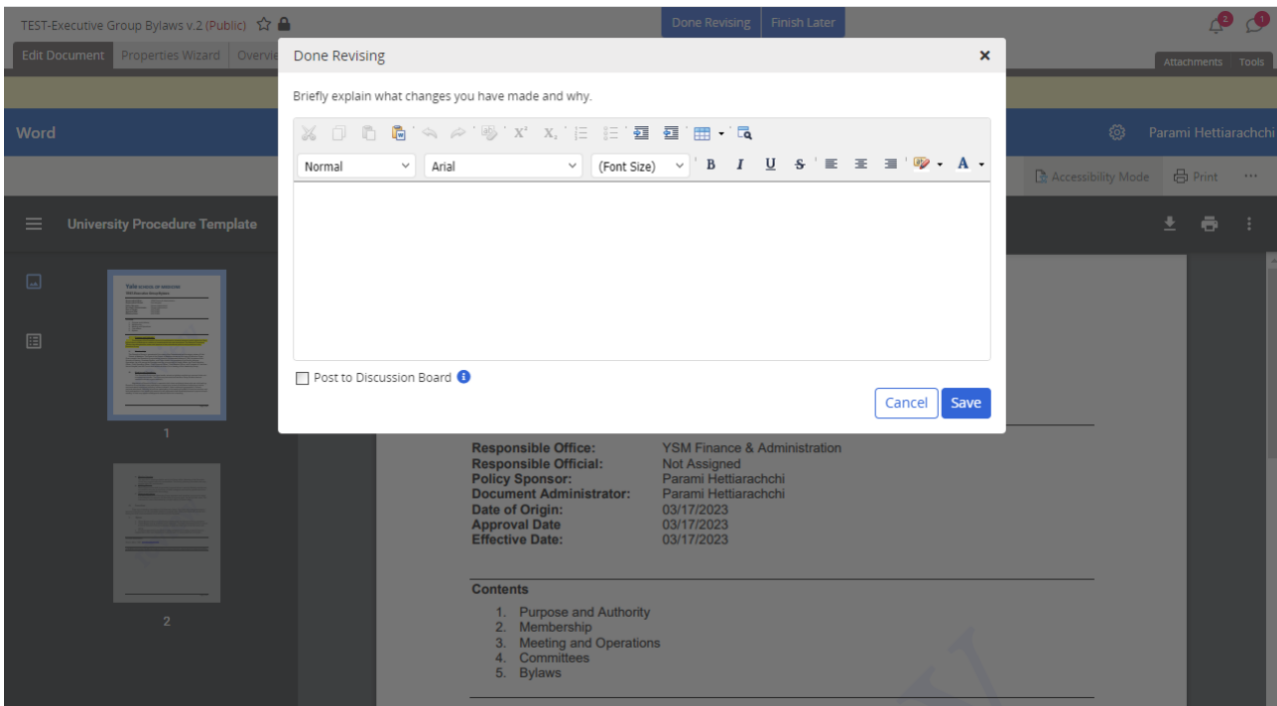 TEST-Executive Group Bylaws v.2 (Public)
Done Revising Finish Later
2 1
Edit Document Properties Wizard Overvie
Attachments Tools
Done Revising
Briefly explain what changes you have made and why.
Normal Arial (Font Size) B I U S A
Post to Discussion Board
Cancel Save
Word
Parami Hettiarachchi
Accessibility Mode Print
University Procedure Template
1
2
Responsible Office: YSM Finance & Administration
Responsible Official: Not Assigned
Policy Sponsor: Parami Hettiarachchi
Document Administrator: Parami Hettiarachchi
Date of Origin: 03/17/2023
Approval Date 03/17/2023
Effective Date: 03/17/2023
Contents
1. Purpose and Authority
2. Membership
3. Meeting and Operations
4. Committees
5. Bylaws